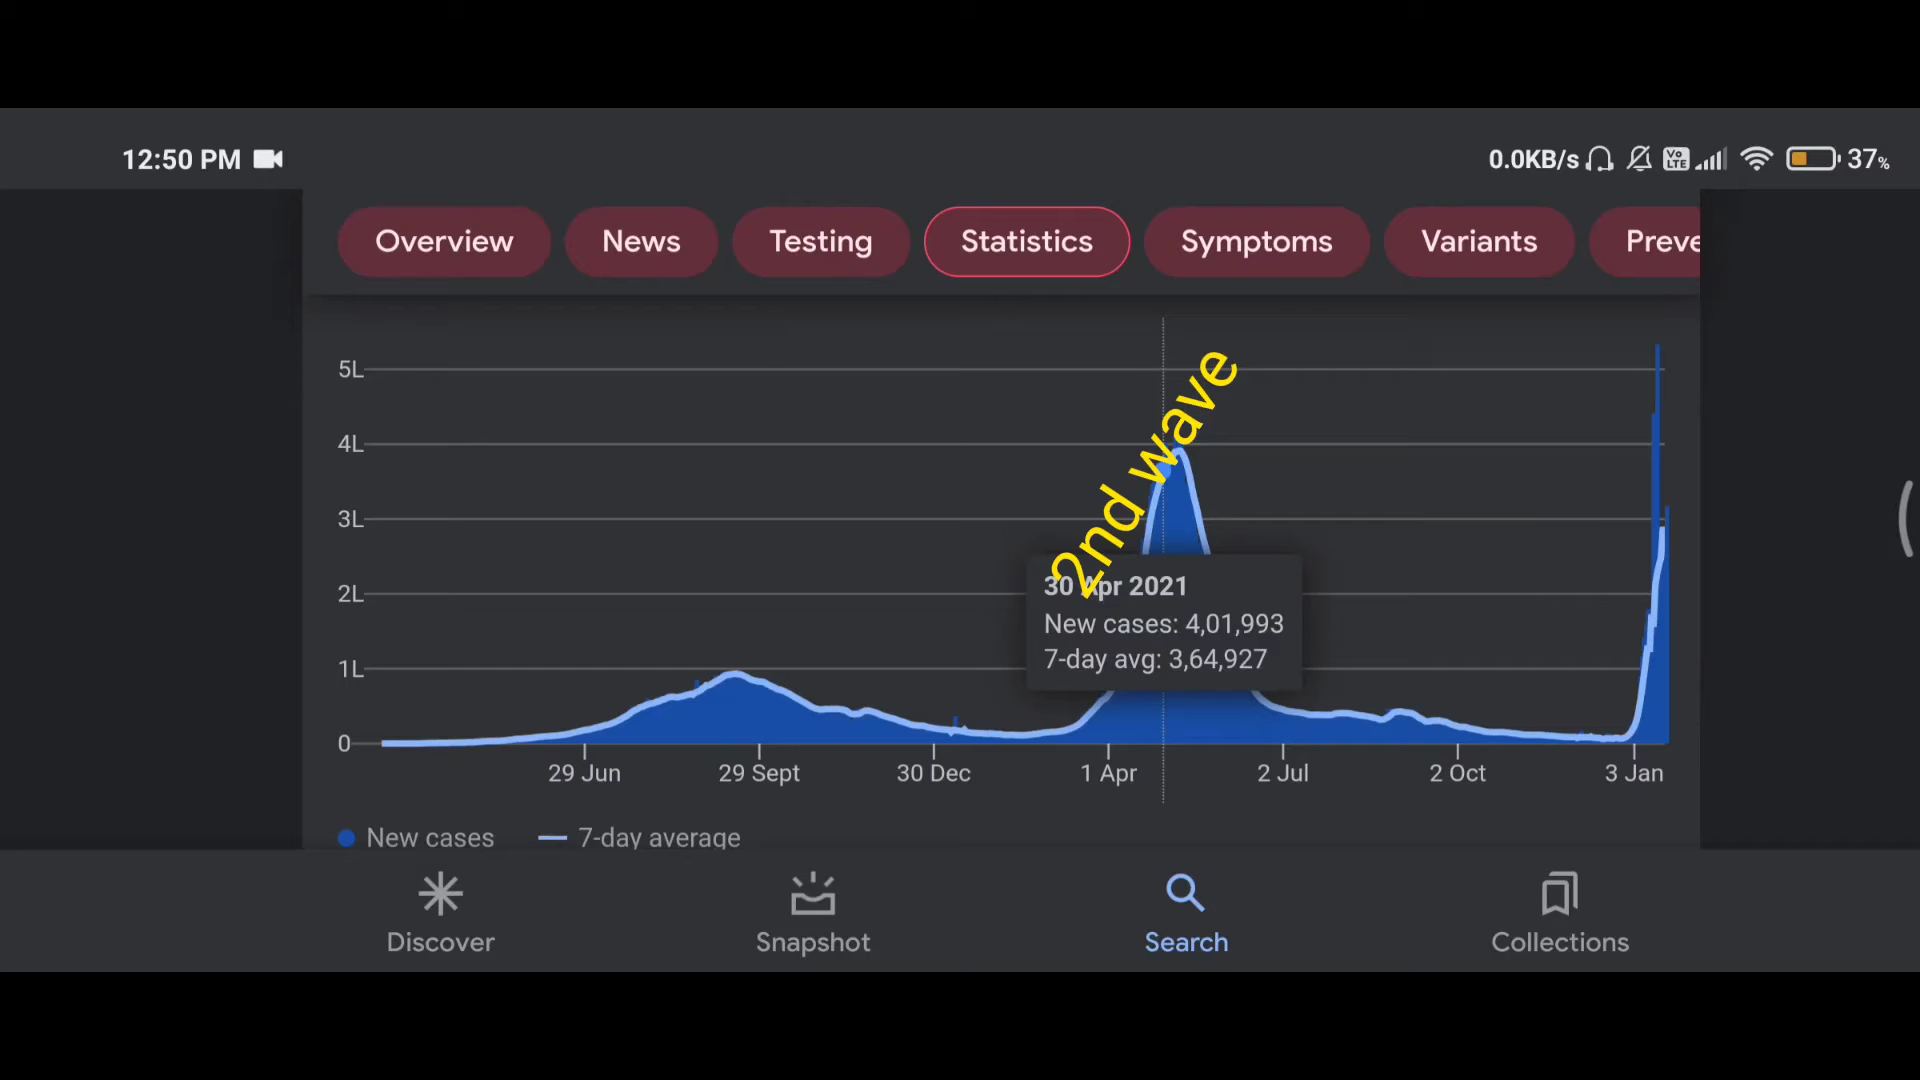 12:50 PM
0.0KB/s Vo LTE 37%
Overview News Testing Statistics Symptoms Variants Preve
5L
4L
3L
2L
1L
0
2nd wave
30 Apr 2021
New cases: 4,01,993
7-day avg: 3,64,927
29 Jun 29 Sept 30 Dec 1 Apr 2 Jul 2 Oct 3 Jan
New cases 7-day average
Discover Snapshot Search Collections